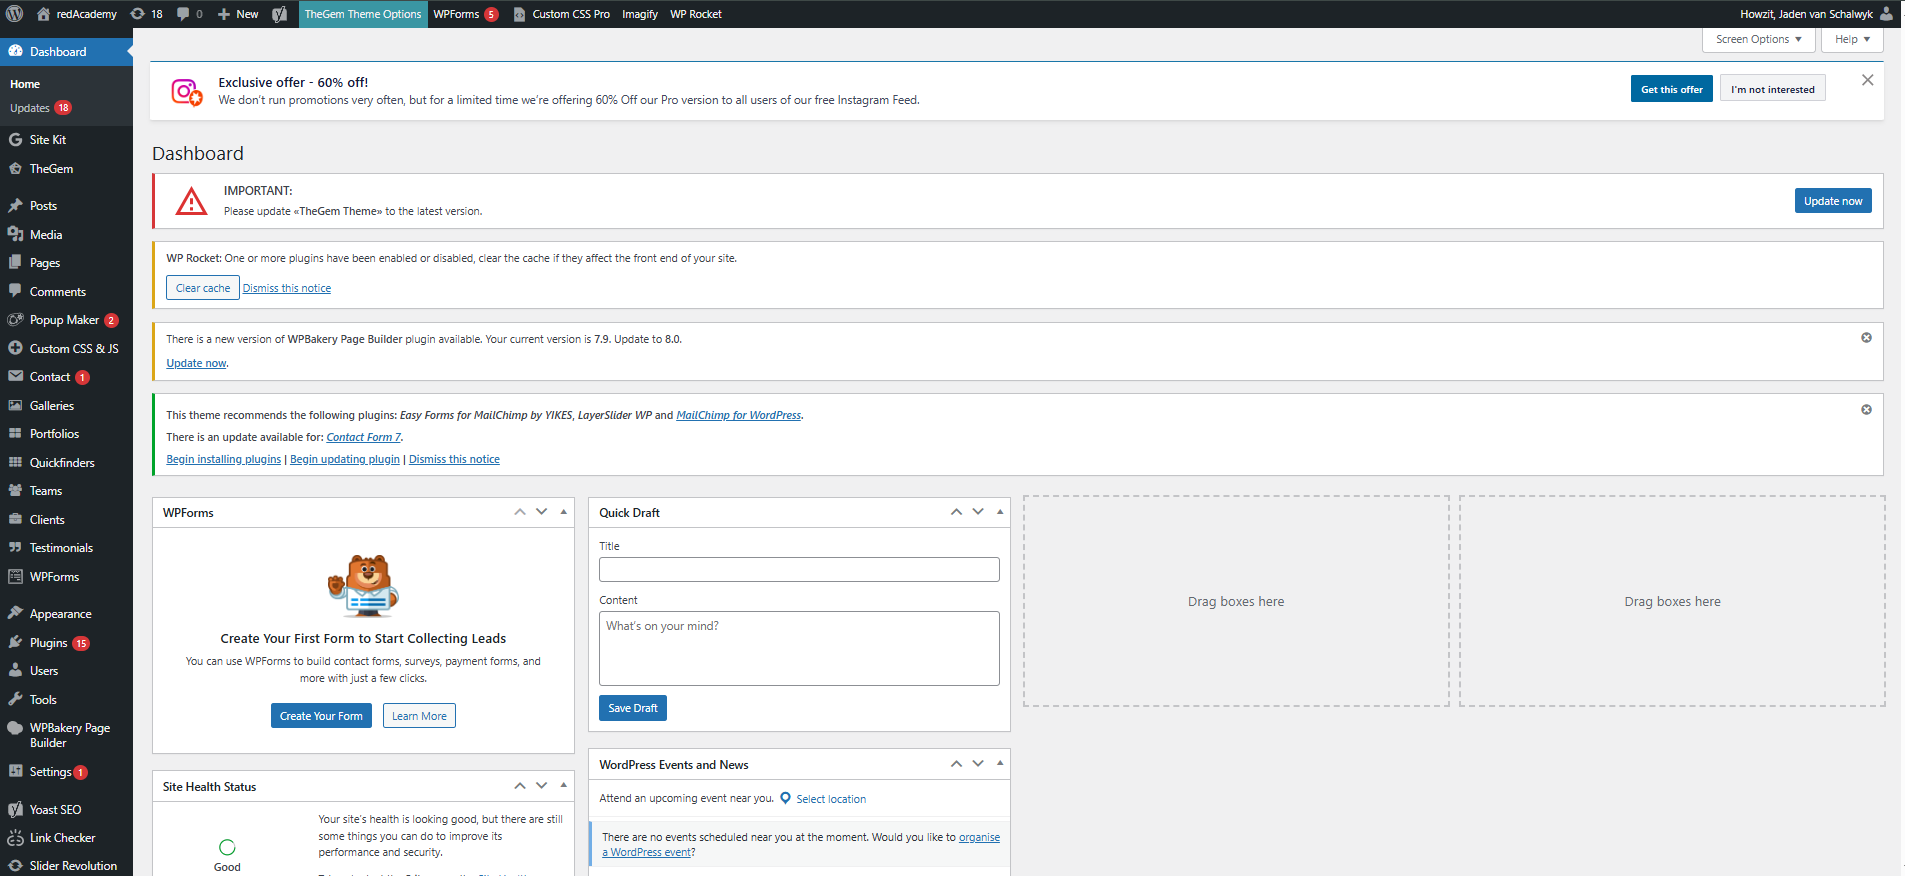 redAcademy
18
0
New
TheGem Theme Options
WPForms 5
Custom CSS Pro
Imagify
WP Rocket
Howzit, Jaden van Schalwyk
Dashboard
Home
Updates 18
Site Kit
TheGem
Posts
Media
Pages
Comments
Popup Maker 2
Custom CSS & JS
Contact 1
Galleries
Portfolios
Quickfinders
Teams
Clients
Testimonials
WPForms
Appearance
Plugins 15
Users
Tools
WPBakery Page
Builder
Settings 1
Yoast SEO
Link Checker
Slider Revolution
Screen Options
Help
Exclusive offer - 60% off!
We don't run promotions very often, but for a limited time we're offering 60% Off our Pro version to all users of our free Instagram Feed.
Get this offer
I'm not interested
Dashboard
IMPORTANT:
Please update «TheGem Theme» to the latest version.
Update now
WP Rocket: One or more plugins have been enabled or disabled, clear the cache if they affect the front end of your site.
Clear cache Dismiss this notice
There is a new version of WPBakery Page Builder plugin available. Your current version is 7.9. Update to 8.0.
Update now.
This theme recommends the following plugins: Easy Forms for MailChimp by YIKES, LayerSlider WP and MailChimp for WordPress.
There is an update available for: Contact Form 7.
Begin installing plugins | Begin updating plugin | Dismiss this notice
WPForms
Create Your First Form to Start Collecting Leads
You can use WPForms to build contact forms, surveys, payment forms, and
more with just a few clicks.
Create Your Form
Learn More
Site Health Status
Good
Your site's health is looking good, but there are still
some things you can do to improve its
performance and security.
Quick Draft
Title
Content
What's on your mind?
Save Draft
WordPress Events and News
Attend an upcoming event near you. Select location
There are no events scheduled near you at the moment. Would you like to organise
a WordPress event?
Drag boxes here
Drag boxes here